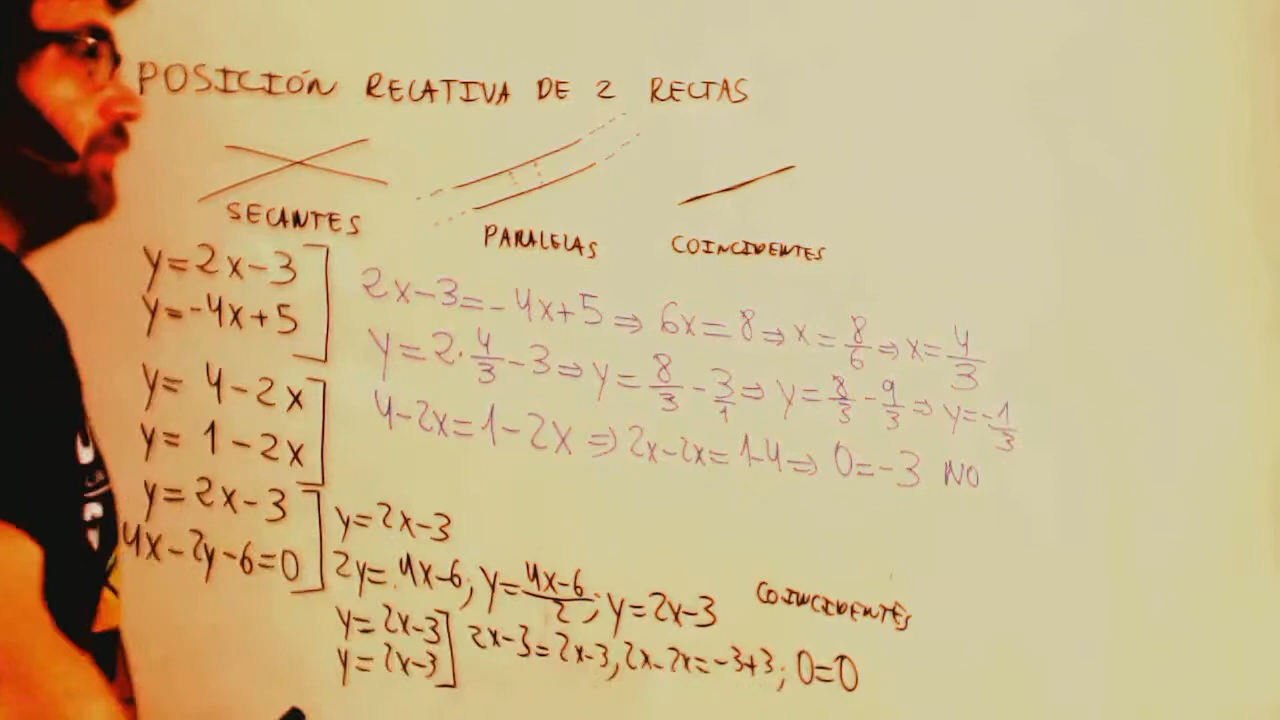 POSICIÓN RELATIVA DE 2 RECTAS
SECANTES PARALELAS COINCIDENTES
y=2x-3
y=-4x+5
2x-3=-4x+5⇒6x=8⇒x=8/6⇒x=4/3
y=2·4/3-3⇒y=8/3-3/1⇒y=8/3-9/3⇒y=-1/3
y=4-2x
y=1-2x
4-2x=1-2x⇒2x-2x=1-4⇒0=-3 NO
y=2x-3
4x-2y-6=0
y=2x-3
2y=4x-6; y=4x-6/2; y=2x-3 COINCIDENTES
y=2x-3
y=2x-3
2x-3=2x-3, 2x-2x=-3+3; 0=0